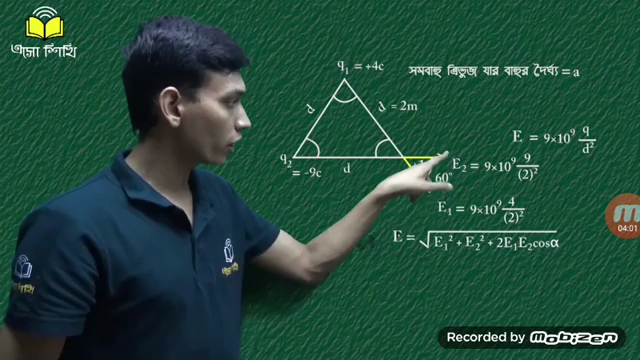 এসো শিখি
q₁ = +4c
সমবাহু ত্রিভুজ যার বাহুর দৈর্ঘ্য = a
d
d = 2m
E = 9×10⁹ q/d²
q₂ = -9c
d
E₂ = 9×10⁹ 9/(2)²
60°
E₁ = 9×10⁹ 4/(2)²
E = √E₁² + E₂² + 2E₁E₂cosα
04:01
Recorded by Mobizen